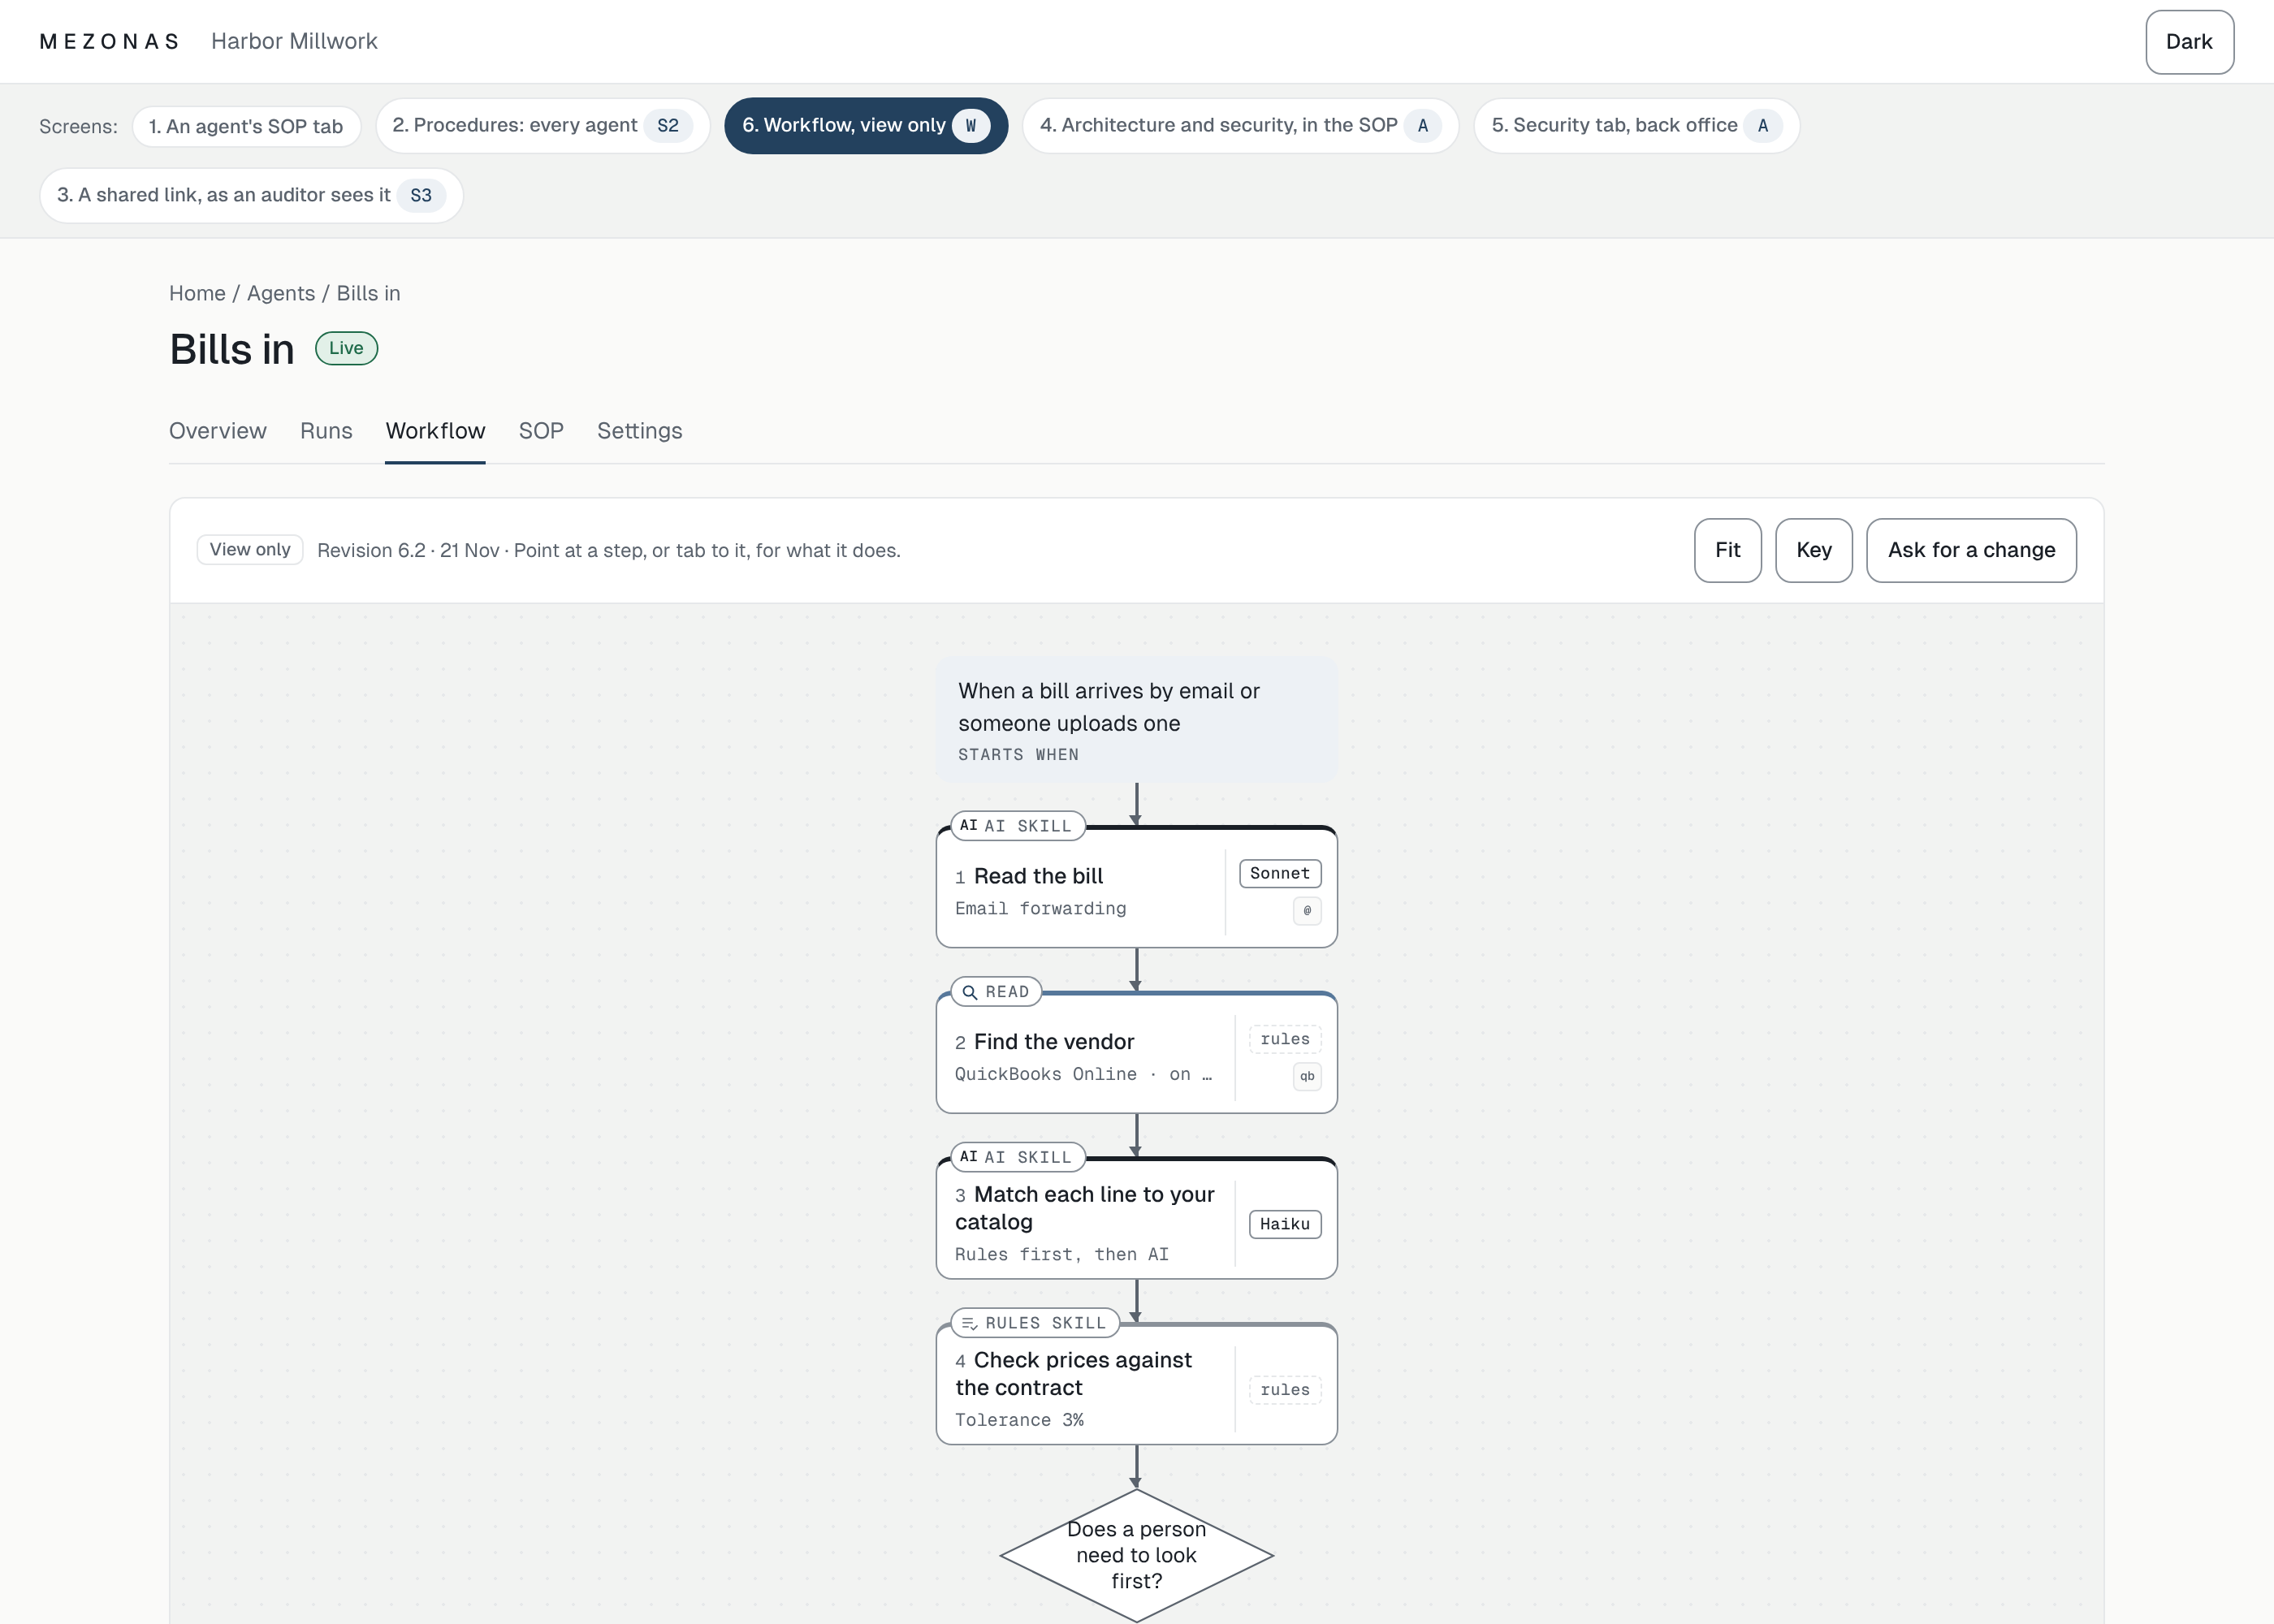 MEZONAS Harbor Millwork Dark
Screens: 1. An agent's SOP tab 2. Procedures: every agent S2 6. Workflow, view only W 4. Architecture and security, in the SOP A 5. Security tab, back office A
3. A shared link, as an auditor sees it S3
Home / Agents / Bills in
Bills in Live
Overview Runs Workflow SOP Settings
View only Revision 6.2 · 21 Nov · Point at a step, or tab to it, for what it does. Fit Key Ask for a change
When a bill arrives by email or
someone uploads one
STARTS WHEN
AI AI SKILL
1 Read the bill Sonnet
Email forwarding @
READ
2 Find the vendor rules
QuickBooks Online · on … qb
AI AI SKILL
3 Match each line to your
catalog Haiku
Rules first, then AI
RULES SKILL
4 Check prices against
the contract rules
Tolerance 3%
Does a person
need to look
first?